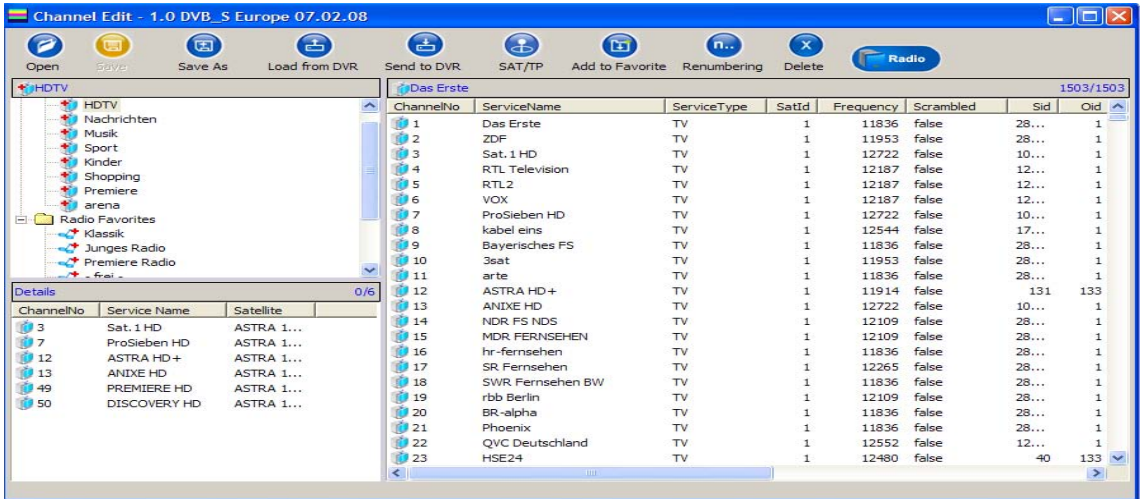 Channel Edit - 1.0 DVB_S Europe 07.02.08
Open Save Save As Load from DVR Send to DVR SAT/TP Add to Favorite n.. Renumbering Delete Radio
HDTV
HDTV
Nachrichten
Musik
Sport
Kinder
Shopping
Premiere
arena
Radio Favorites
Klassik
Junges Radio
Premiere Radio
- frei -
Details 0/6
ChannelNo Service Name Satellite
3 Sat.1 HD ASTRA 1...
7 ProSieben HD ASTRA 1...
12 ASTRA HD+ ASTRA 1...
13 ANIXE HD ASTRA 1...
49 PREMIERE HD ASTRA 1...
50 DISCOVERY HD ASTRA 1...
Das Erste 1503/1503
ChannelNo ServiceName ServiceType SatId Frequency Scrambled Sid Oid
1 Das Erste TV 1 11836 false 28... 1
2 ZDF TV 1 11953 false 28... 1
3 Sat.1 HD TV 1 12722 false 10... 1
4 RTL Television TV 1 12187 false 12... 1
5 RTL2 TV 1 12187 false 12... 1
6 VOX TV 1 12187 false 12... 1
7 ProSieben HD TV 1 12722 false 10... 1
8 kabel eins TV 1 12544 false 17... 1
9 Bayerisches FS TV 1 11836 false 28... 1
10 3sat TV 1 11953 false 28... 1
11 arte TV 1 11836 false 28... 1
12 ASTRA HD+ TV 1 11914 false 131 133
13 ANIXE HD TV 1 12722 false 10... 1
14 NDR FS NDS TV 1 12109 false 28... 1
15 MDR FERNSEHEN TV 1 12109 false 28... 1
16 hr-fernsehen TV 1 11836 false 28... 1
17 SR Fernsehen TV 1 12265 false 28... 1
18 SWR Fernsehen BW TV 1 11836 false 28... 1
19 rbb Berlin TV 1 12109 false 28... 1
20 BR-alpha TV 1 11836 false 28... 1
21 Phoenix TV 1 11836 false 28... 1
22 QVC Deutschland TV 1 12552 false 12... 1
23 HSE24 TV 1 12480 false 40 133